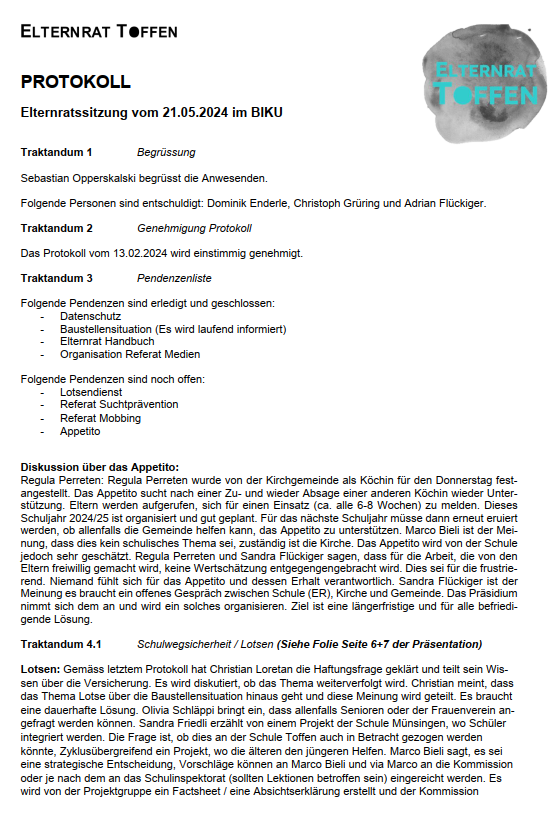 ELTERNRAT TOFFEN
ELTERNRAT
TOFFEN
PROTOKOLL
Elternratssitzung vom 21.05.2024 im BIKU
Traktandum 1 Begrüssung
Sebastian Opperskalski begrüsst die Anwesenden.
Folgende Personen sind entschuldigt: Dominik Enderle, Christoph Grüring und Adrian Flückiger.
Traktandum 2 Genehmigung Protokoll
Das Protokoll vom 13.02.2024 wird einstimmig genehmigt.
Traktandum 3 Pendenzenliste
Folgende Pendenzen sind erledigt und geschlossen:
- Datenschutz
- Baustellensituation (Es wird laufend informiert)
- Elternrat Handbuch
- Organisation Referat Medien
Folgende Pendenzen sind noch offen:
- Lotsendienst
- Referat Suchtprävention
- Referat Mobbing
- Appetito
Diskussion über das Appetito:
Regula Perreten: Regula Perreten wurde von der Kirchgemeinde als Köchin für den Donnerstag fest-
angestellt. Das Appetito sucht nach einer Zu- und wieder Absage einer anderen Köchin wieder Unter-
stützung. Eltern werden aufgerufen, sich für einen Einsatz (ca. alle 6-8 Wochen) zu melden. Dieses
Schuljahr 2024/25 ist organisiert und gut geplant. Für das nächste Schuljahr müsse dann erneut eruiert
werden, ob allenfalls die Gemeinde helfen kann, das Appetito zu unterstützen. Marco Bieli ist der Mei-
nung, dass dies kein schulisches Thema sei, zuständig ist die Kirche. Das Appetito wird von der Schule
jedoch sehr geschätzt. Regula Perreten und Sandra Flückiger sagen, dass für die Arbeit, die von den
Eltern freiwillig gemacht wird, keine Wertschätzung entgegengengebracht wird. Dies sei für die frustrie-
rend. Niemand fühlt sich für das Appetito und dessen Erhalt verantwortlich. Sandra Flückiger ist der
Meinung es braucht ein offenes Gespräch zwischen Schule (ER), Kirche und Gemeinde. Das Präsidium
nimmt sich dem an und wird ein solches organisieren. Ziel ist eine längerfristige und für alle befriedi-
gende Lösung.
Traktandum 4.1 Schulwegsicherheit / Lotsen (Siehe Folie Seite 6+7 der Präsentation)
Lotsen: Gemäss letztem Protokoll hat Christian Loretan die Haftungsfrage geklärt und teilt sein Wis-
sen über die Versicherung. Es wird diskutiert, ob das Thema weiterverfolgt wird. Christian meint, dass
das Thema Lotse über die Baustellensituation hinaus geht und diese Meinung wird geteilt. Es braucht
eine dauerhafte Lösung. Olivia Schläppi bringt ein, dass allenfalls Senioren oder der Frauenverein an-
gefragt werden können. Sandra Friedli erzählt von einem Projekt der Schule Münsingen, wo Schüler
integriert werden. Die Frage ist, ob dies an der Schule Toffen auch in Betracht gezogen werden
könnte, Zyklusübergreifend ein Projekt, wo die älteren den jüngeren Helfen. Marco Bieli sagt, es sei
eine strategische Entscheidung, Vorschläge können an Marco Bieli und via Marco an die Kommission
oder je nach dem an das Schulinspektorat (sollten Lektionen betroffen sein) eingereicht werden. Es
wird von der Projektgruppe ein Factsheet / eine Absichtserklärung erstellt und der Kommission